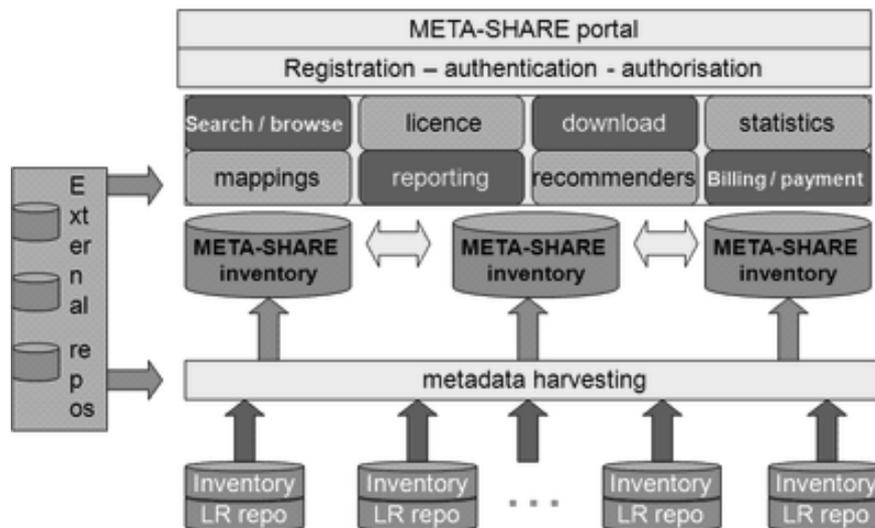 META-SHARE portal
Registration – authentication - authorisation
Search / browse
licence
download
statistics
mappings
reporting
recommenders
Billing / payment
E
xt
er
n
al
re
p
os
META-SHARE
inventory
META-SHARE
inventory
META-SHARE
inventory
metadata harvesting
Inventory
LR repo
Inventory
LR repo
. . .
Inventory
LR repo
Inventory
LR repo